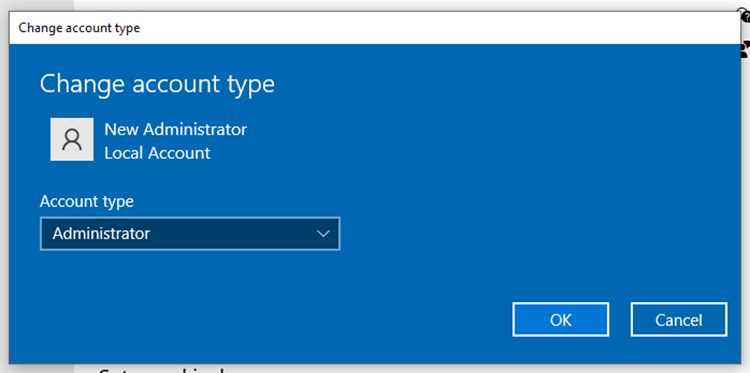 Change account type
Change account type
New Administrator
Local Account
Account type
Administrator
OK
Cancel